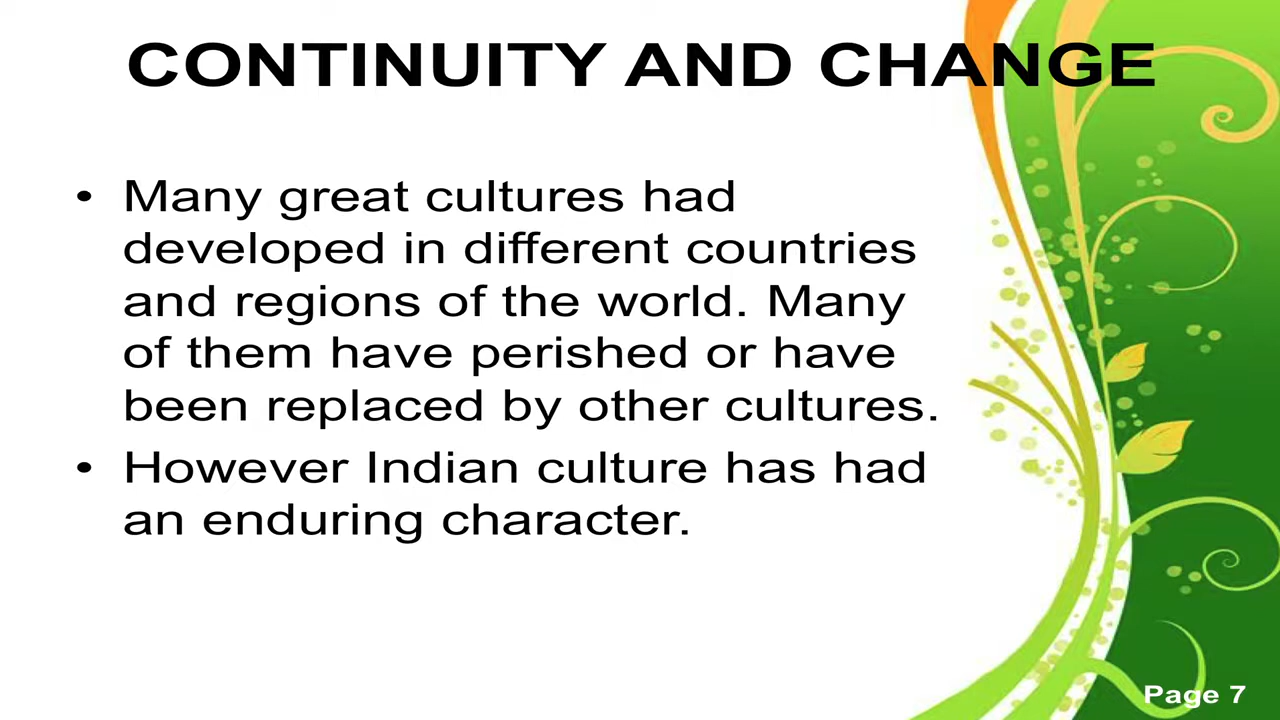 CONTINUITY AND CHANGE
• Many great cultures had
developed in different countries
and regions of the world. Many
of them have perished or have
been replaced by other cultures.
• However Indian culture has had
an enduring character.
Page 7